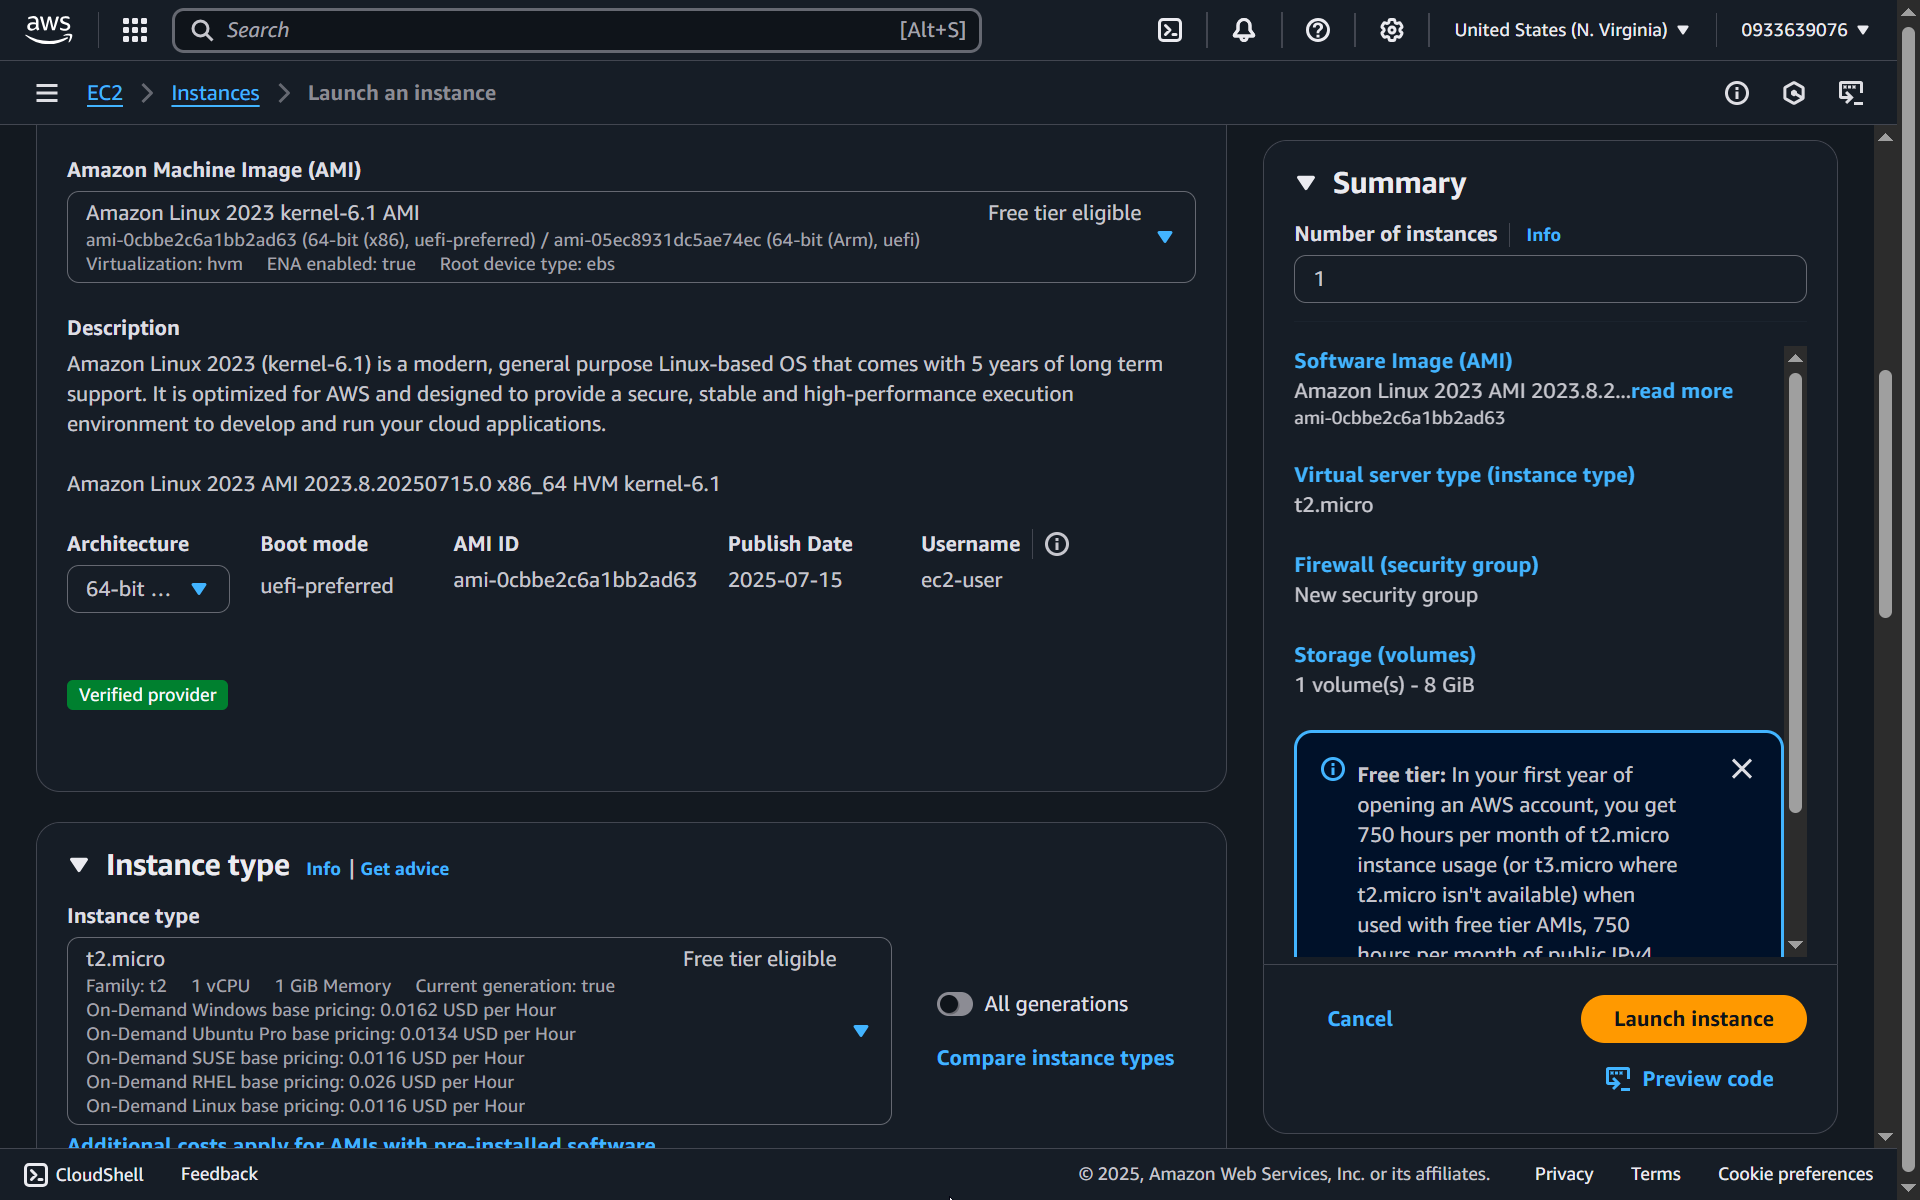 aws
Search
[Alt+S]
United States (N. Virginia)
0933639076
EC2
Instances
Launch an instance
Amazon Machine Image (AMI)
Amazon Linux 2023 kernel-6.1 AMI
Free tier eligible
ami-0cbbe2c6a1bb2ad63 (64-bit (x86), uefi-preferred) / ami-05ec8931dc5ae74ec (64-bit (Arm), uefi)
Virtualization: hvm ENA enabled: true Root device type: ebs
Description
Amazon Linux 2023 (kernel-6.1) is a modern, general purpose Linux-based OS that comes with 5 years of long term
support. It is optimized for AWS and designed to provide a secure, stable and high-performance execution
environment to develop and run your cloud applications.
Amazon Linux 2023 AMI 2023.8.20250715.0 x86_64 HVM kernel-6.1
Architecture
64-bit ...
Boot mode
uefi-preferred
AMI ID
ami-0cbbe2c6a1bb2ad63
Publish Date
2025-07-15
Username
ec2-user
Verified provider
Instance type
Info | Get advice
Instance type
t2.micro
Free tier eligible
Family: t2 1 vCPU 1 GiB Memory Current generation: true
On-Demand Windows base pricing: 0.0162 USD per Hour
On-Demand Ubuntu Pro base pricing: 0.0134 USD per Hour
On-Demand SUSE base pricing: 0.0116 USD per Hour
On-Demand RHEL base pricing: 0.026 USD per Hour
On-Demand Linux base pricing: 0.0116 USD per Hour
All generations
Compare instance types
Additional costs apply for AMIs with pre-installed software
Summary
Number of instances
Info
1
Software Image (AMI)
Amazon Linux 2023 AMI 2023.8.2...read more
ami-0cbbe2c6a1bb2ad63
Virtual server type (instance type)
t2.micro
Firewall (security group)
New security group
Storage (volumes)
1 volume(s) - 8 GiB
Free tier: In your first year of
opening an AWS account, you get
750 hours per month of t2.micro
instance usage (or t3.micro where
t2.micro isn't available) when
used with free tier AMIs, 750
hours per month of public IPv4
Cancel
Launch instance
Preview code
CloudShell
Feedback
© 2025, Amazon Web Services, Inc. or its affiliates.
Privacy
Terms
Cookie preferences